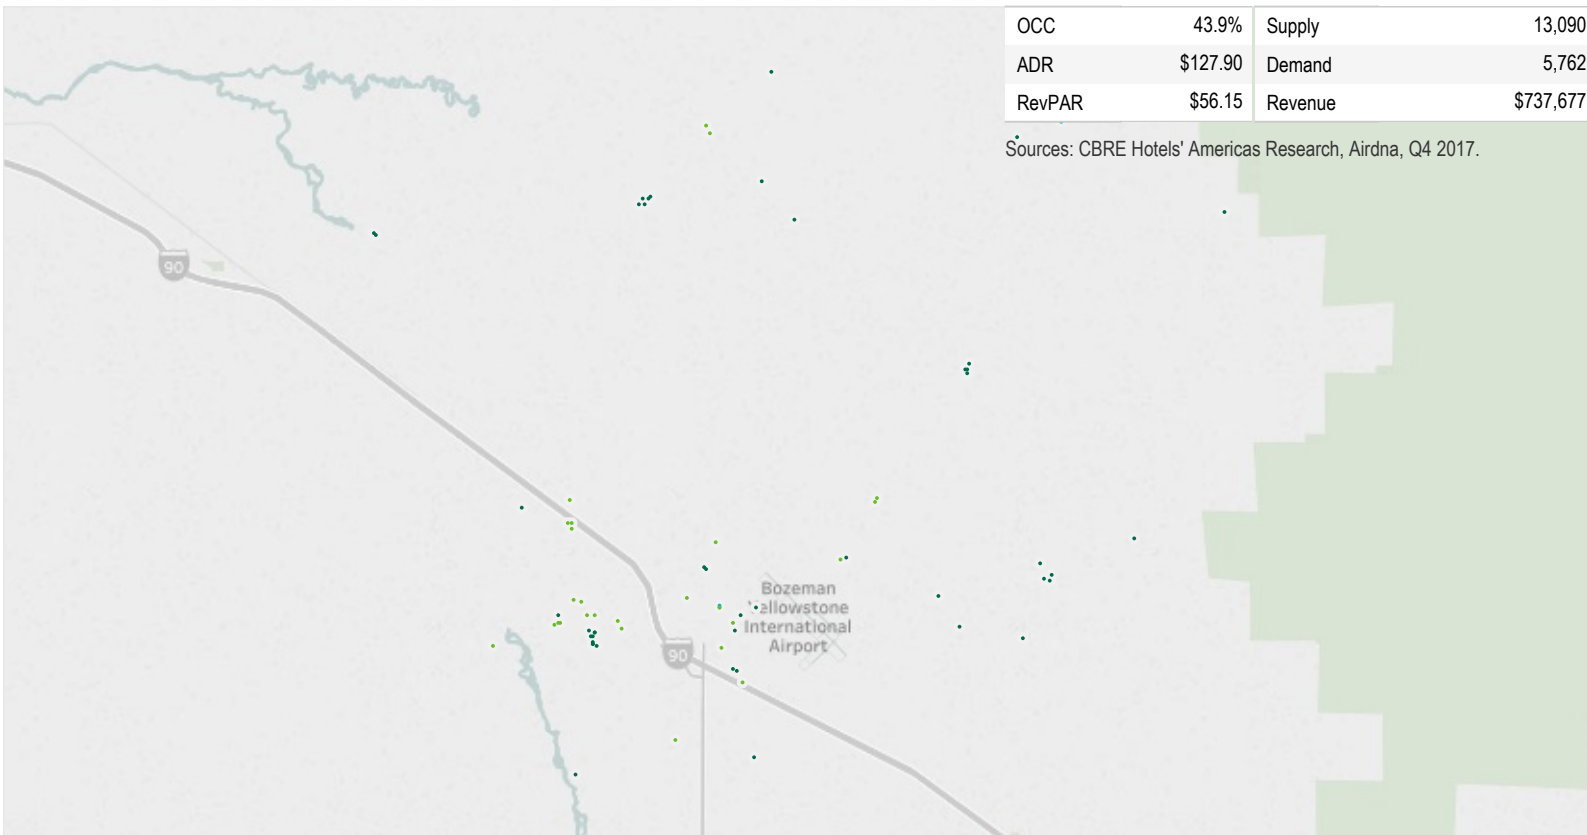 OCC 43.9% Supply 13,090
ADR $127.90 Demand 5,762
RevPAR $56.15 Revenue $737,677
Sources: CBRE Hotels' Americas Research, Airdna, Q4 2017.
90
Bozeman
Yellowstone
International
Airport
90